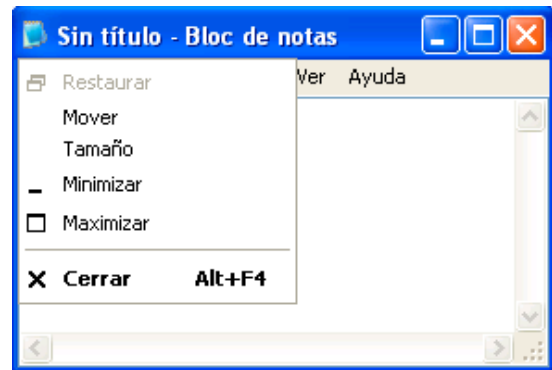 Sin título - Bloc de notas
Ver Ayuda
Restaurar
Mover
Tamaño
Minimizar
Maximizar
Cerrar Alt+F4